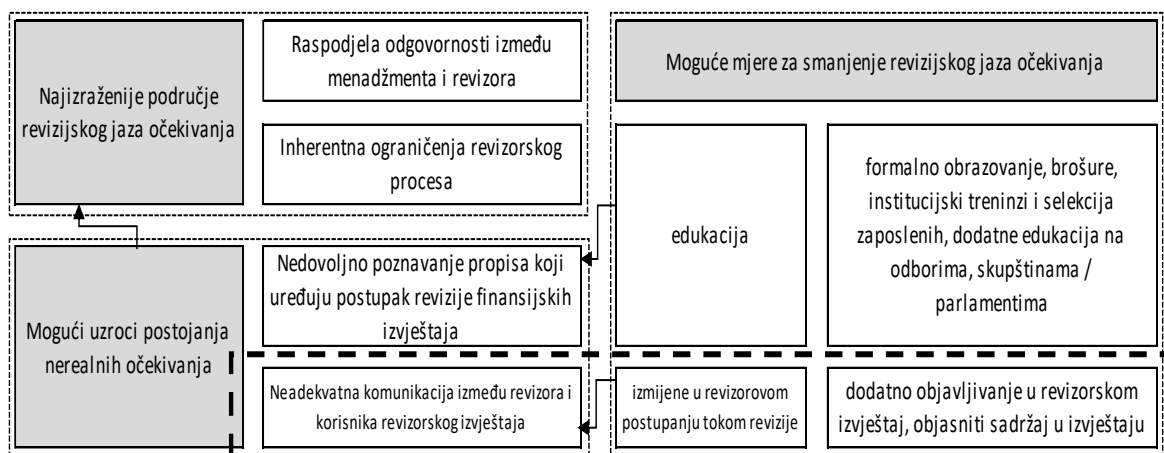 Najizraženije područje
revizijskog jaza očekivanja
Raspodjela odgovornosti između
menadžmenta i revizora
Inherentna ograničenja revizorskog
procesa
Mogući uzroci postojanja
nerealnih očekivanja
Nedovoljno poznavanje propisa koji
uređuju postupak revizije finansijskih
izvještaja
Neadekvatna komunikacija između revizora i
korisnika revizorskog izvještaja
Moguće mjere za smanjenje revizijskog jaza očekivanja
edukacija
formalno obrazovanje, brošure,
institucijski treninzi i selekcija
zaposlenih, dodatne edukacija na
odborima, skupštinama /
parlamentima
izmijene u revizorovom
postupanju tokom revizije
dodatno objavljivanje u revizorskom
izvještaj, objasniti sadržaj u izvještaju